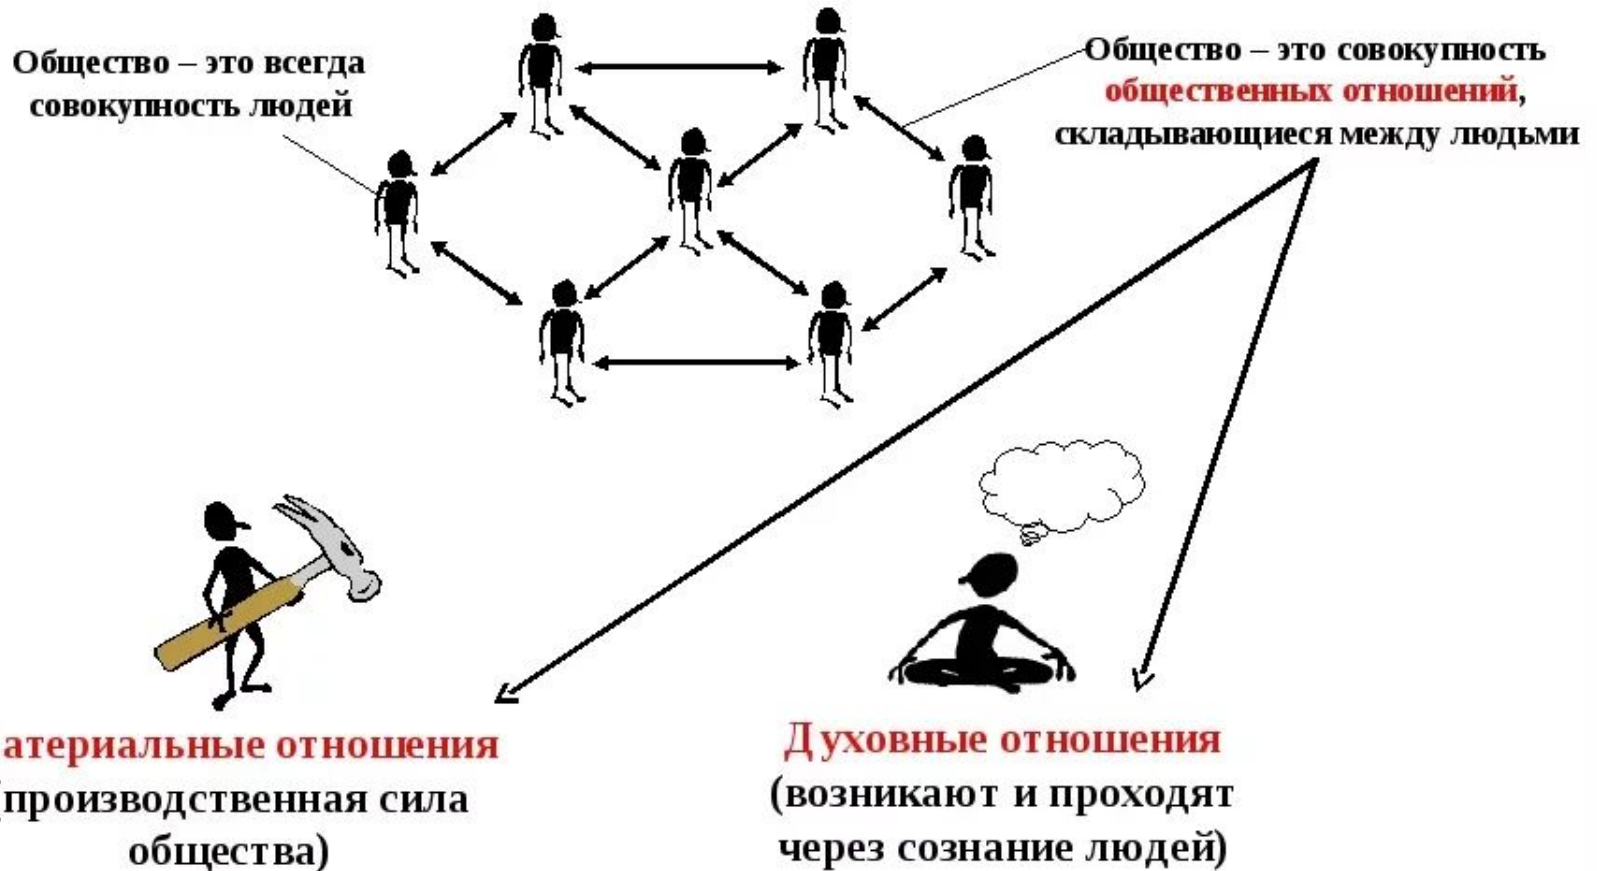 Общество – это всегда
совокупность людей
Общество – это совокупность
общественных отношений,
складывающиеся между людьми
атериальные отношения
производственная сила
общества)
Духовные отношения
(возникают и проходят
через сознание людей)